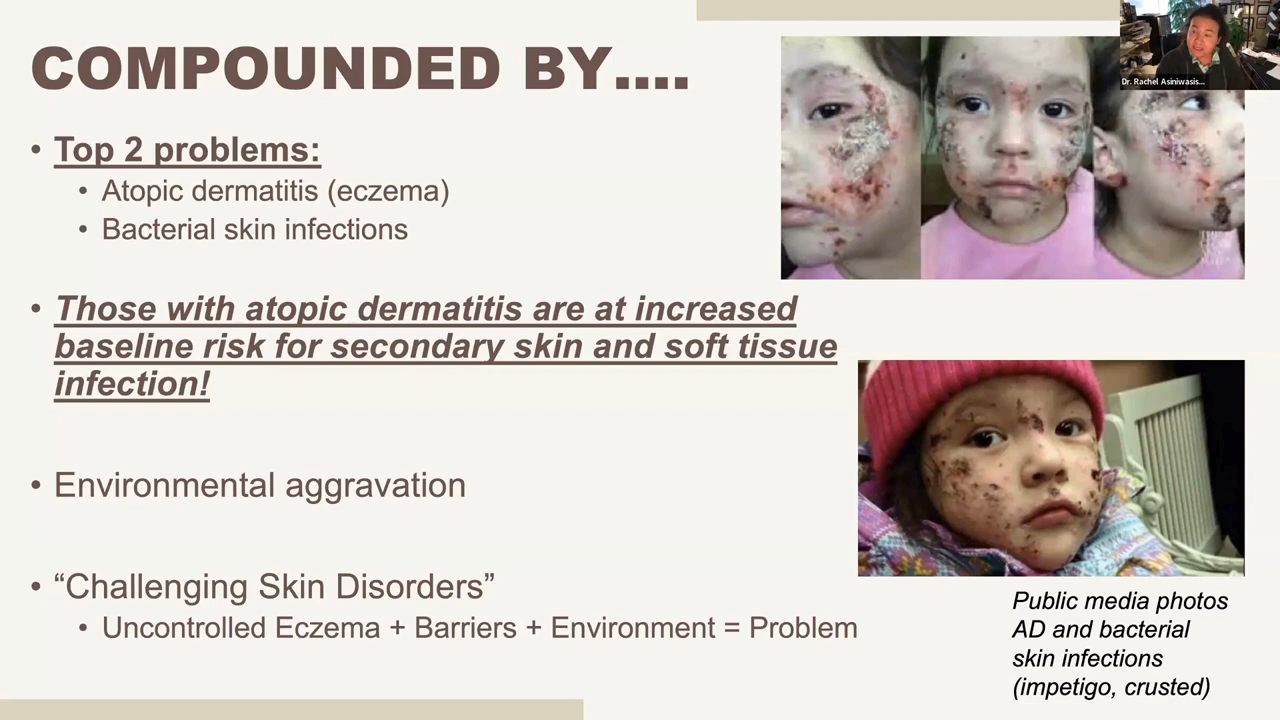 COMPOUNDED BY....
• Top 2 problems:
• Atopic dermatitis (eczema)
• Bacterial skin infections
• Those with atopic dermatitis are at increased
baseline risk for secondary skin and soft tissue
infection!
• Environmental aggravation
• “Challenging Skin Disorders”
• Uncontrolled Eczema + Barriers + Environment = Problem
Dr. Rachel Asiniwasis...
Public media photos
AD and bacterial
skin infections
(impetigo, crusted)